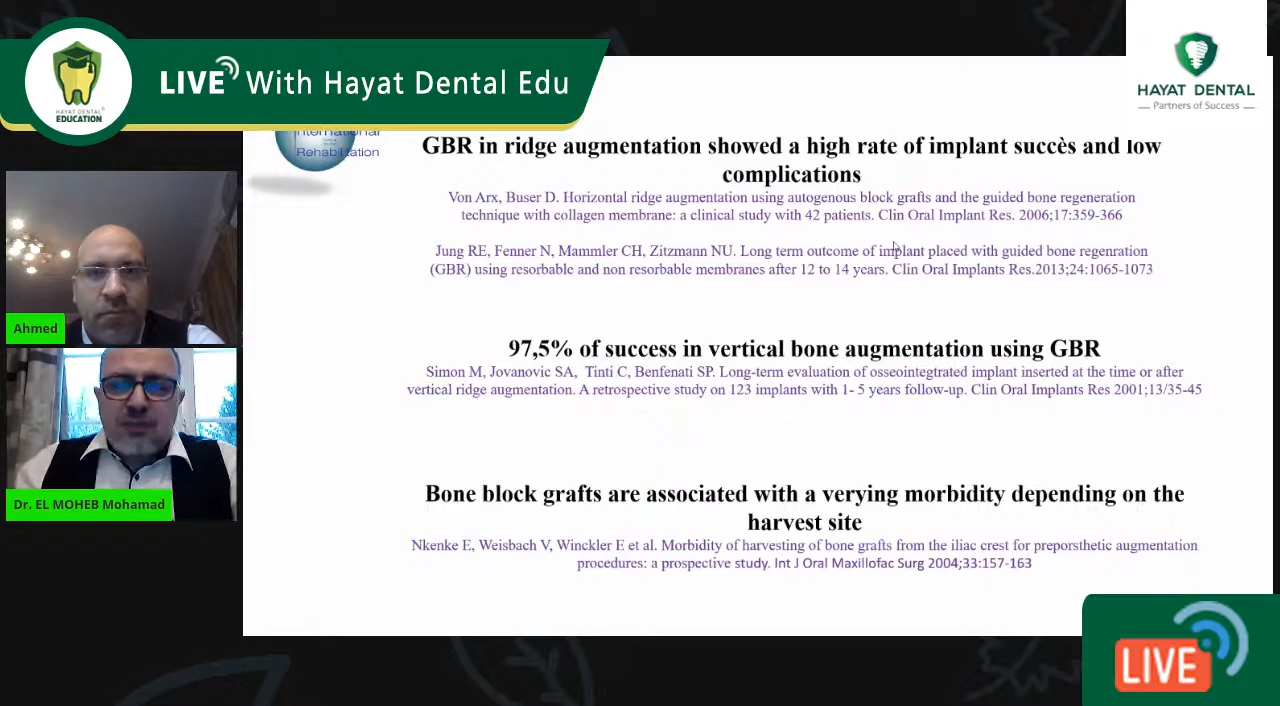 HAYAT DENTAL
EDUCATION
LIVE With Hayat Dental Edu
HAYAT DENTAL
Partners of Success
International
Rehabilitation
GBR in ridge augmentation showed a high rate of implant succès and low
complications
Von Arx, Buser D. Horizontal ridge augmentation using autogenous block grafts and the guided bone regeneration
technique with collagen membrane: a clinical study with 42 patients. Clin Oral Implant Res. 2006;17:359-366
Jung RE, Fenner N, Mammler CH, Zitzmann NU. Long term outcome of implant placed with guided bone regenration
(GBR) using resorbable and non resorbable membranes after 12 to 14 years. Clin Oral Implants Res.2013;24:1065-1073
97,5% of success in vertical bone augmentation using GBR
Simon M, Jovanovic SA, Tinti C, Benfenati SP. Long-term evaluation of osseointegtrated implant inserted at the time or after
vertical ridge augmentation. A retrospective study on 123 implants with 1- 5 years follow-up. Clin Oral Implants Res 2001;13/35-45
Bone block grafts are associated with a verying morbidity depending on the
harvest site
Nkenke E, Weisbach V, Winckler E et al. Morbidity of harvesting of bone grafts from the iliac crest for preporsthetic augmentation
procedures: a prospective study. Int J Oral Maxillofac Surg 2004;33:157-163
Ahmed
Dr. EL MOHEB Mohamad
LIVE